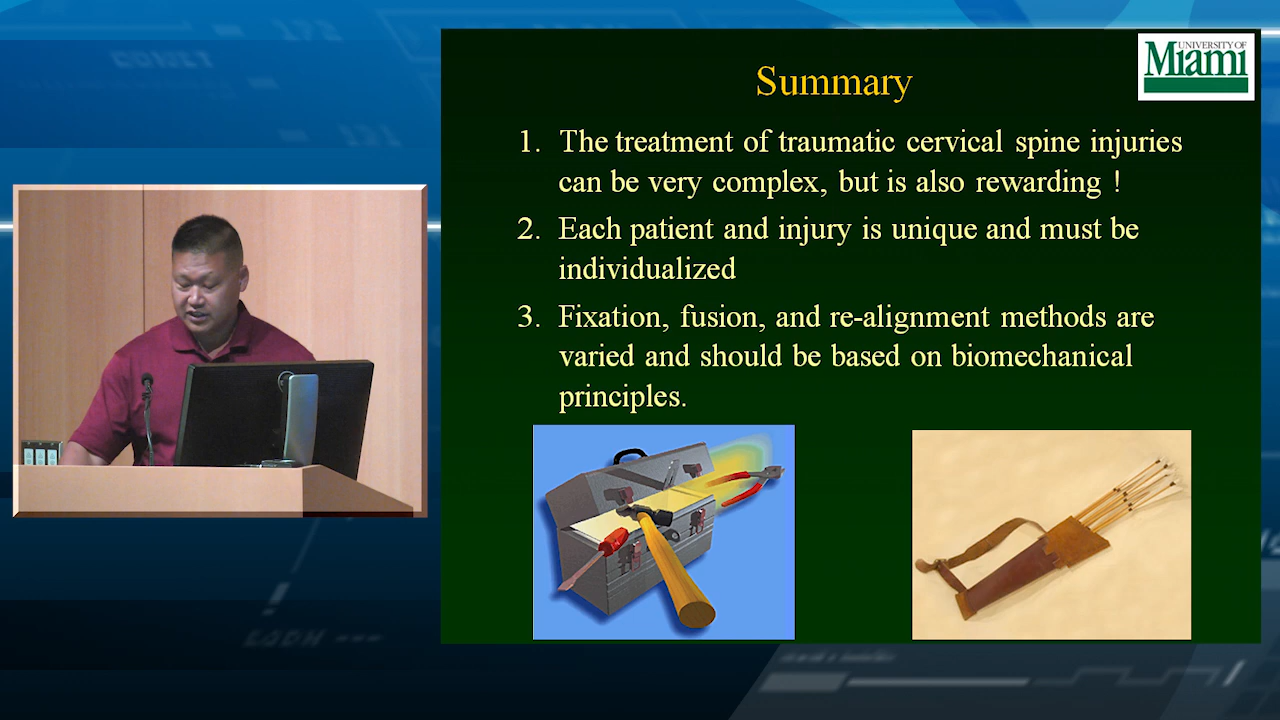 UNIVERSITY OF
Miami
Summary
1. The treatment of traumatic cervical spine injuries
can be very complex, but is also rewarding !
2. Each patient and injury is unique and must be
individualized
3. Fixation, fusion, and re-alignment methods are
varied and should be based on biomechanical
principles.